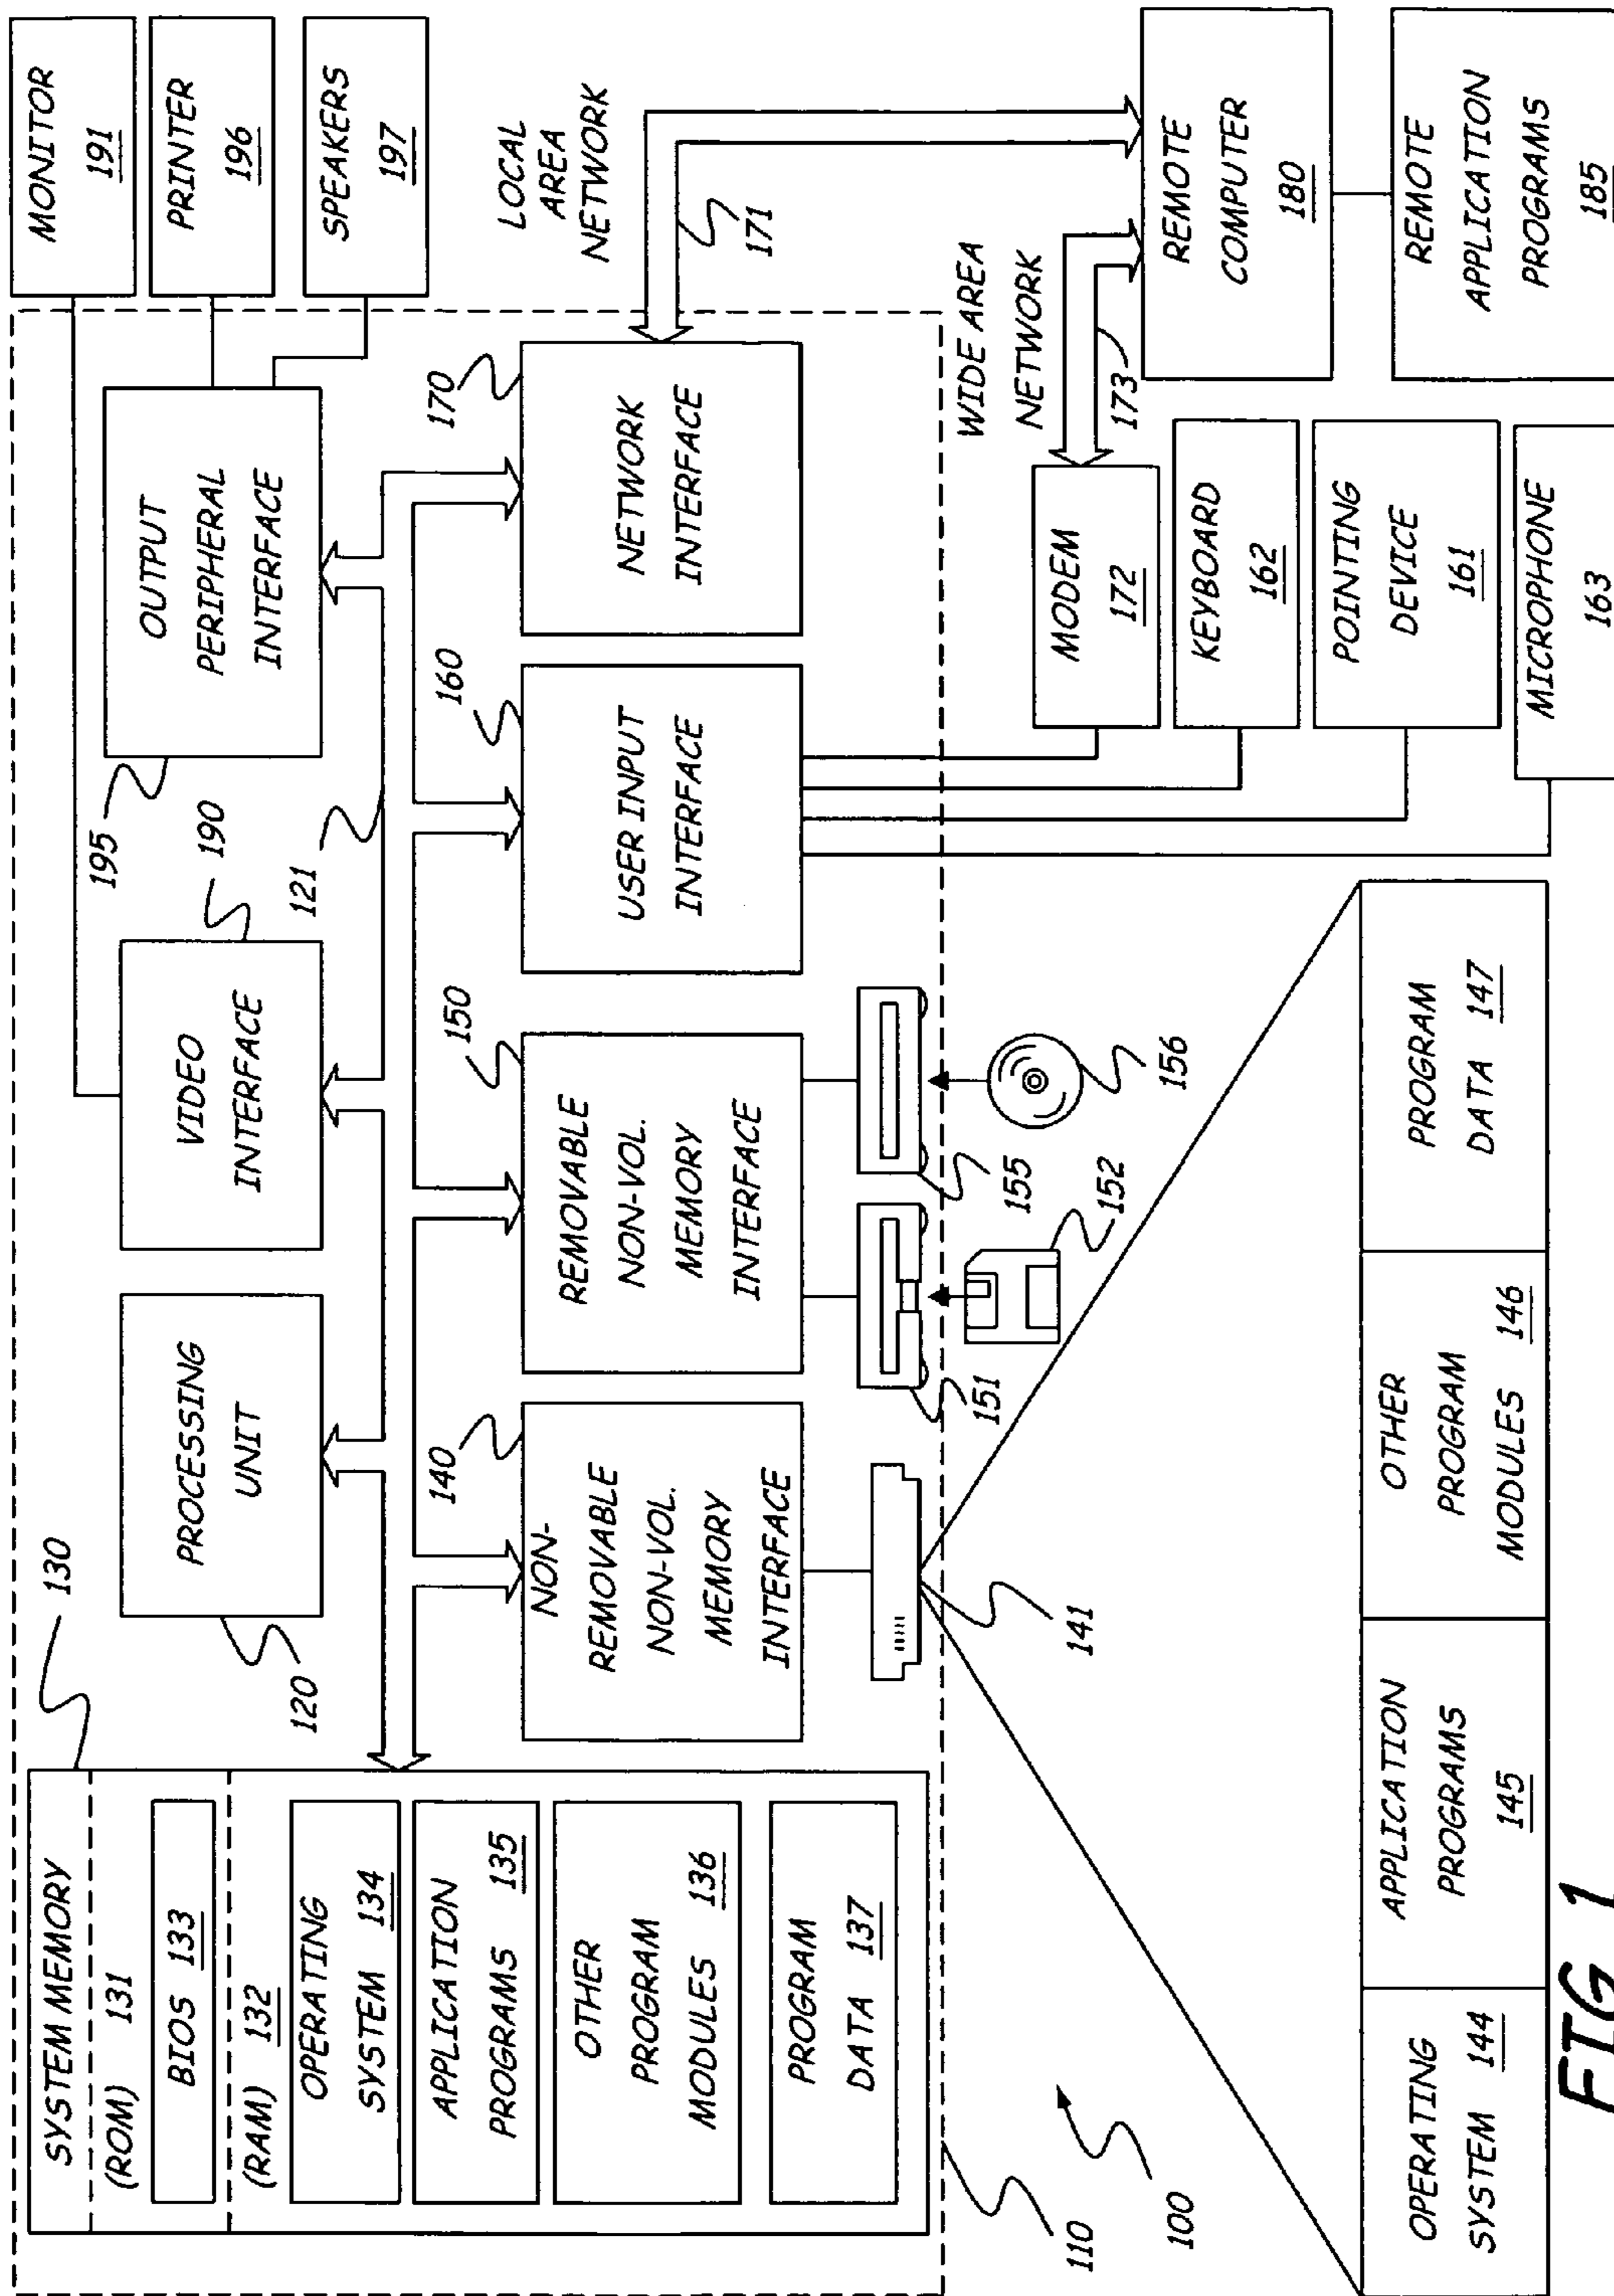 SYSTEM MEMORY
(ROM) 131
BIOS 133
(RAM) 132
OPERATING
SYSTEM 134
APPLICATION
PROGRAMS 135
OTHER
PROGRAM
MODULES 136
PROGRAM
DATA 137
130
PROCESSING
UNIT
120
VIDEO
INTERFACE
190
OUTPUT
PERIPHERAL
INTERFACE
195
121
MONITOR
191
PRINTER
196
SPEAKERS
197
NON-
REMOVABLE
NON-VOL.
MEMORY
INTERFACE
140
REMOVABLE
NON-VOL.
MEMORY
INTERFACE
150
USER INPUT
INTERFACE
160
NETWORK
INTERFACE
170
LOCAL
AREA
NETWORK
171
141
151
152
155
156
WIDE AREA
NETWORK
173
MODEM
172
KEYBOARD
162
POINTING
DEVICE
161
MICROPHONE
163
REMOTE
COMPUTER
180
REMOTE
APPLICATION
PROGRAMS
185
110
100
OPERATING
SYSTEM 144
APPLICATION
PROGRAMS
145
OTHER
PROGRAM
MODULES 146
PROGRAM
DATA 147
FIG 1